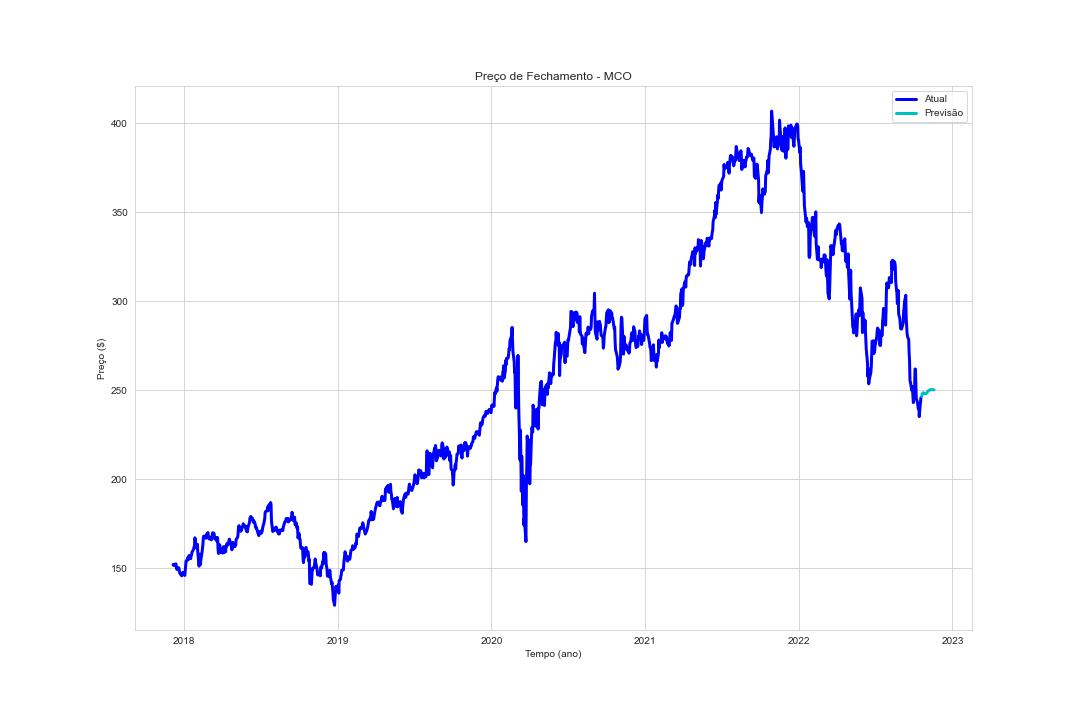 Preço de Fechamento - MCO
Atual
Previsão
400
350
300
250
200
150
Preço ($)
2018 2019 2020 2021 2022 2023
Tempo (ano)